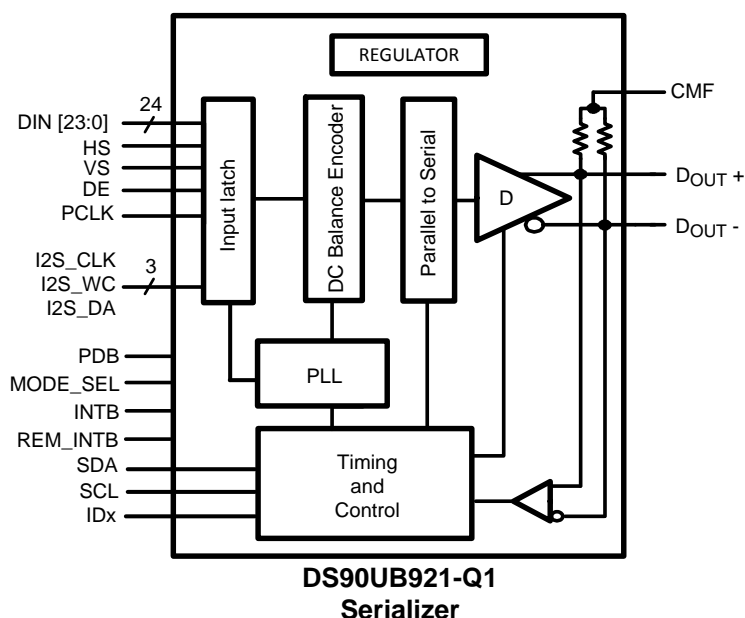 REGULATOR
CMF
24
DIN [23:0]
HS
VS
DE
PCLK
Input latch
DC Balance Encoder
Parallel to Serial
D
DOUT +
DOUT -
I2S_CLK
3
I2S_WC
I2S_DA
PDB
MODE_SEL
INTB
REM_INTB
SDA
SCL
IDx
PLL
Timing
and
Control
DS90UB921-Q1
Serializer